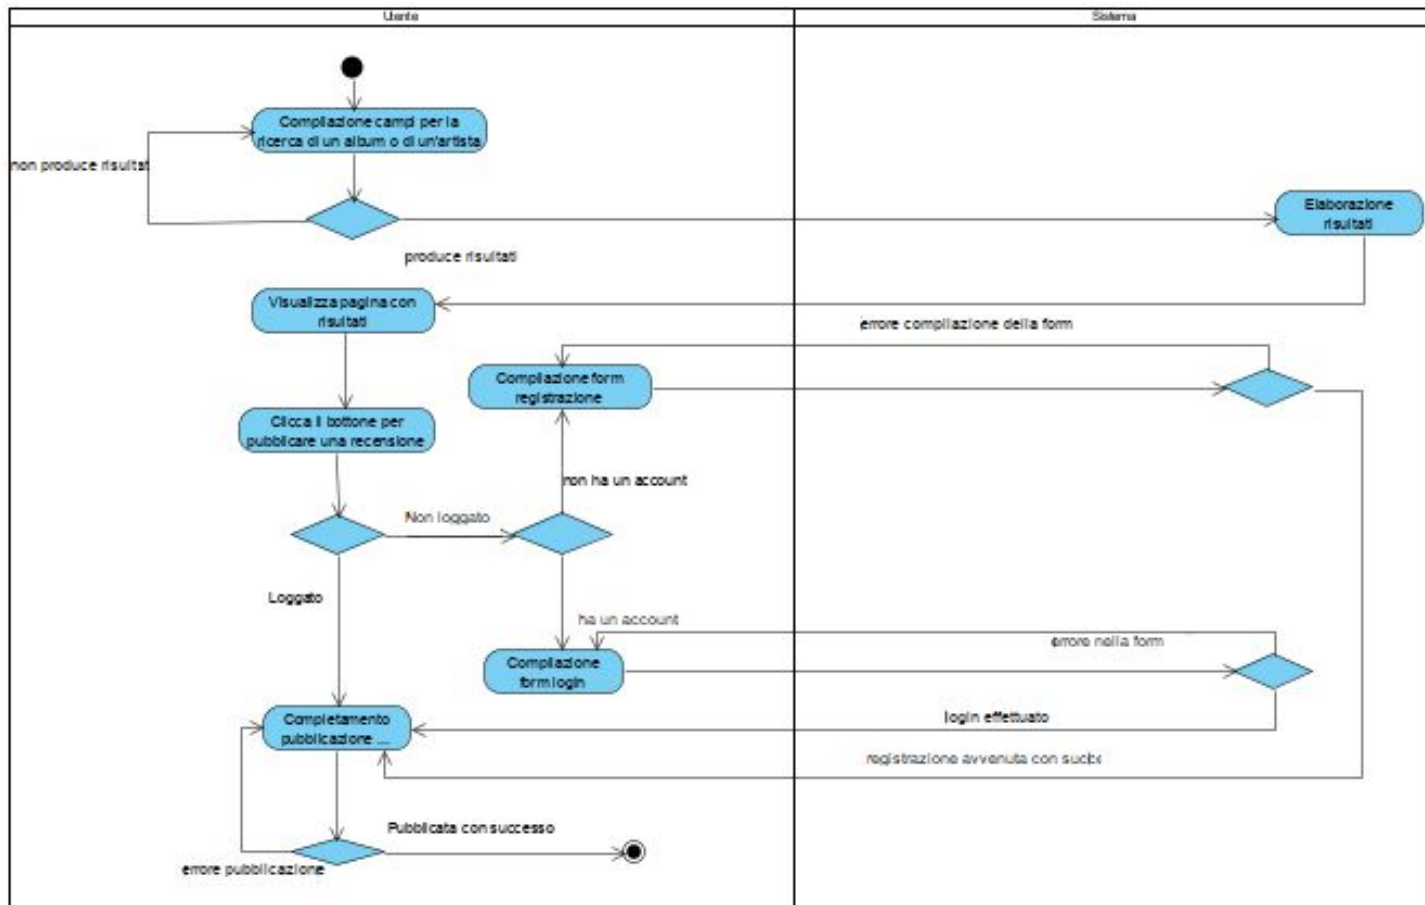 Utente
Sistema
Compilazione campi per la
ricerca di un album o di un'artista
non produce risultat
Elaborazione
risultati
produce risultati
Visualizza pagina con
risultati
errore compilazione della form
Compilazione form
registrazione
Clicca il bottone per
pubblicare una recensione
non ha un account
Non loggato
Loggato
ha un account
errore nella form
Compilazione
form login
Completamento
pubblicazione ...
login effettuato
registrazione avvenuta con succe
Pubblicata con successo
errore pubblicazione